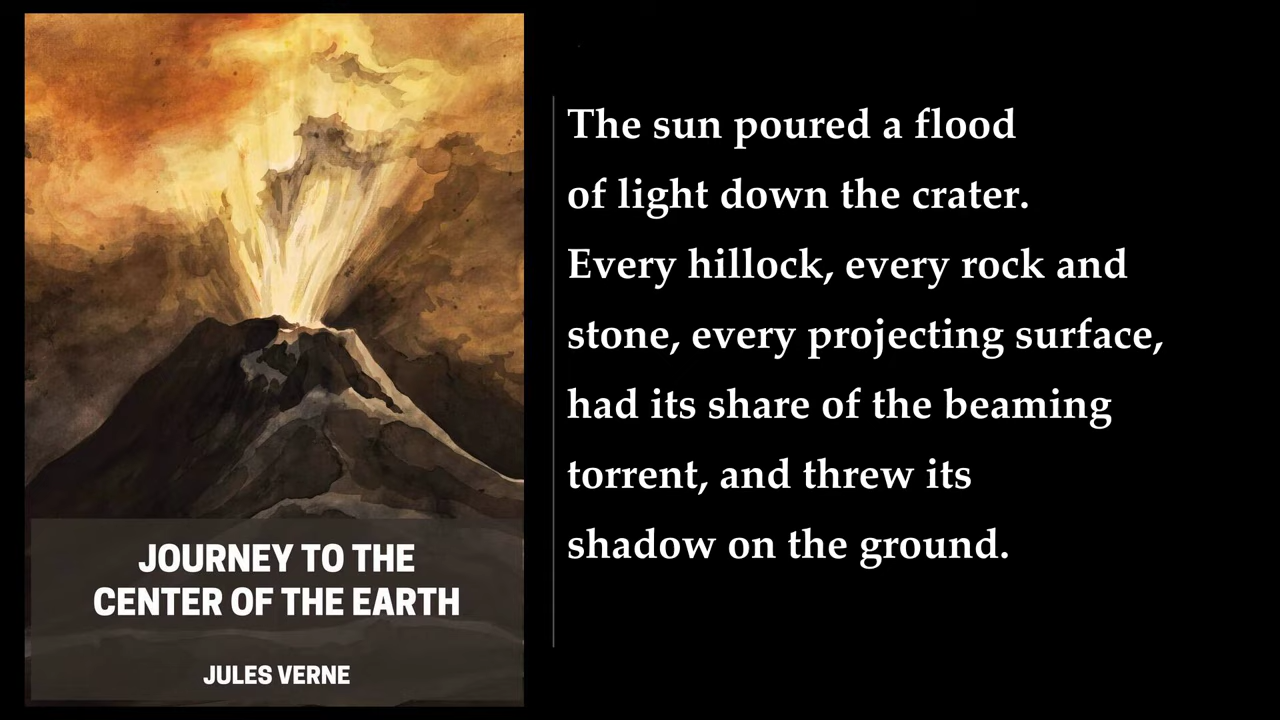 JOURNEY TO THE
CENTER OF THE EARTH
JULES VERNE
The sun poured a flood
of light down the crater.
Every hillock, every rock and
stone, every projecting surface,
had its share of the beaming
torrent, and threw its
shadow on the ground.